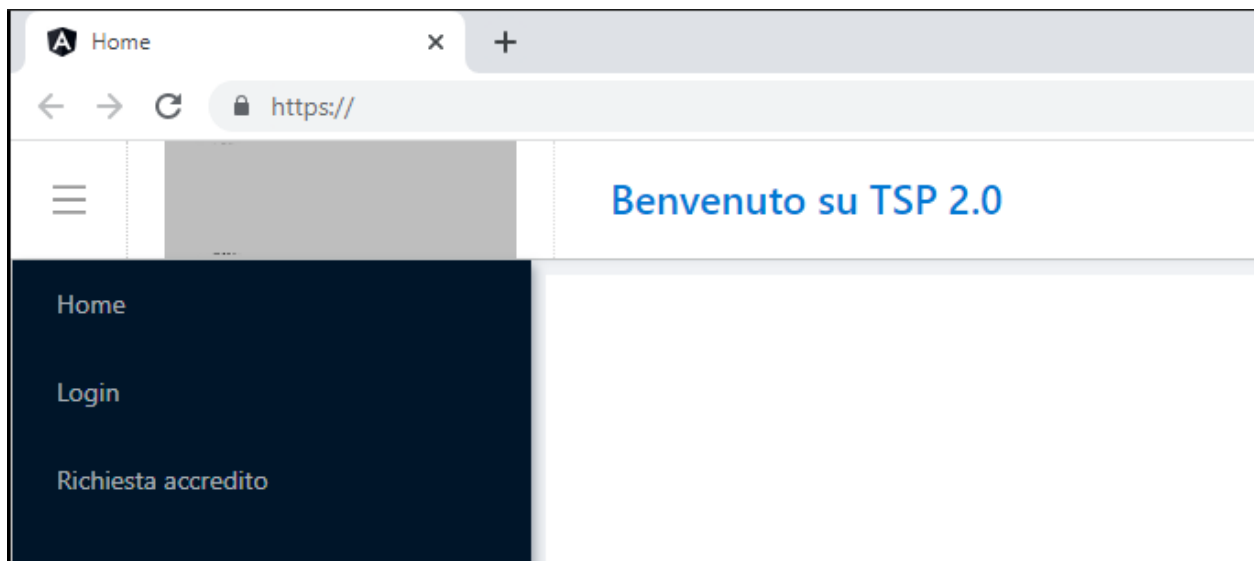 Home
https://
Benvenuto su TSP 2.0
Home
Login
Richiesta accredito